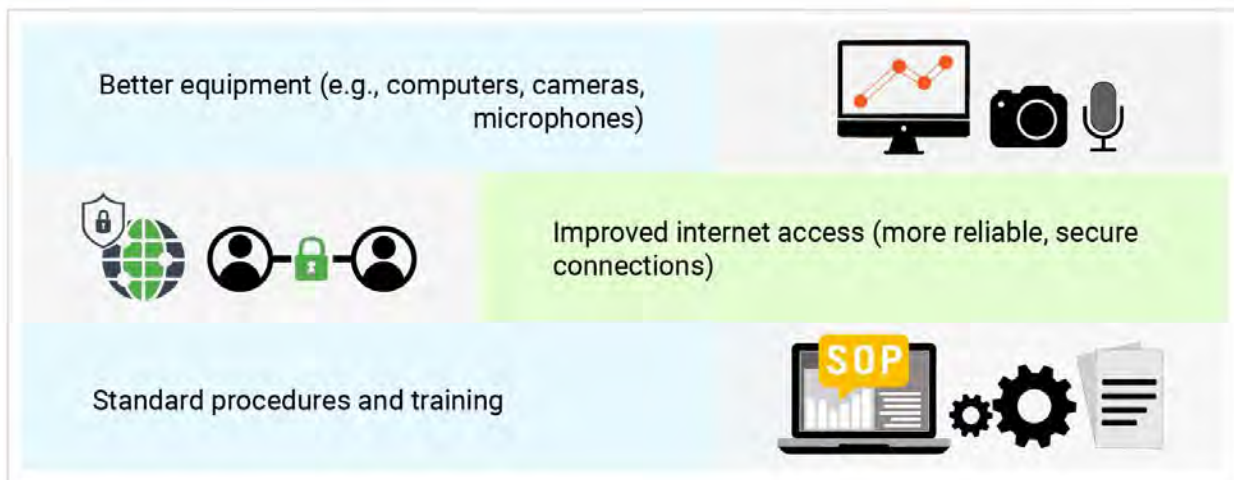 Better equipment (e.g., computers, cameras,
microphones)
Improved internet access (more reliable, secure
connections)
SOP
Standard procedures and training